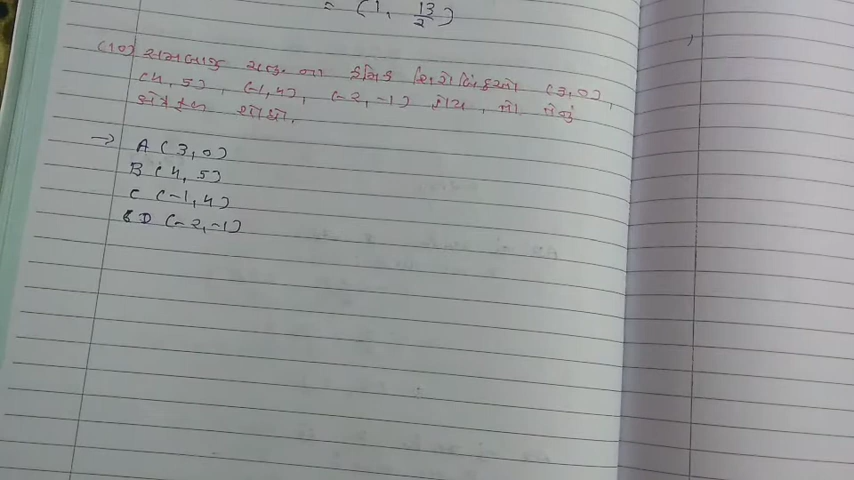 = (1, 13/2)
(10) સમબાજુ ચતુ. ના ક્રમિક શિરોબિંદુઓ (3,0),
(4, 5), (-1,4), (-2,-1) હોય, તો તેનું
ક્ષેત્રફળ શોધો.
→ A (3,0)
B (4, 5)
C (-1,4)
D (-2,-1)